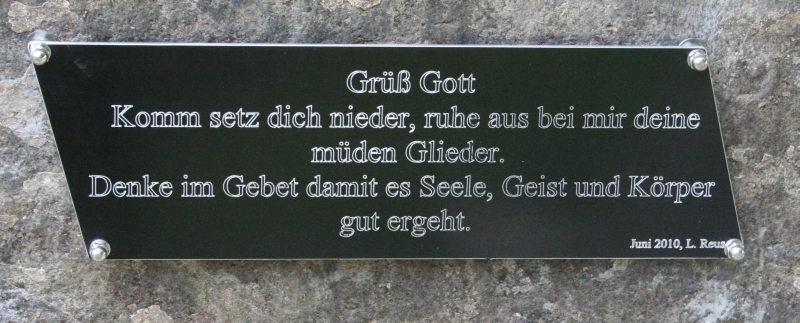 Grüß Gott
Komm setz dich nieder, ruhe aus bei mir deine
müden Glieder.
Denke im Gebet damit es Seele, Geist und Körper
gut ergeht.
Juni 2010, L.